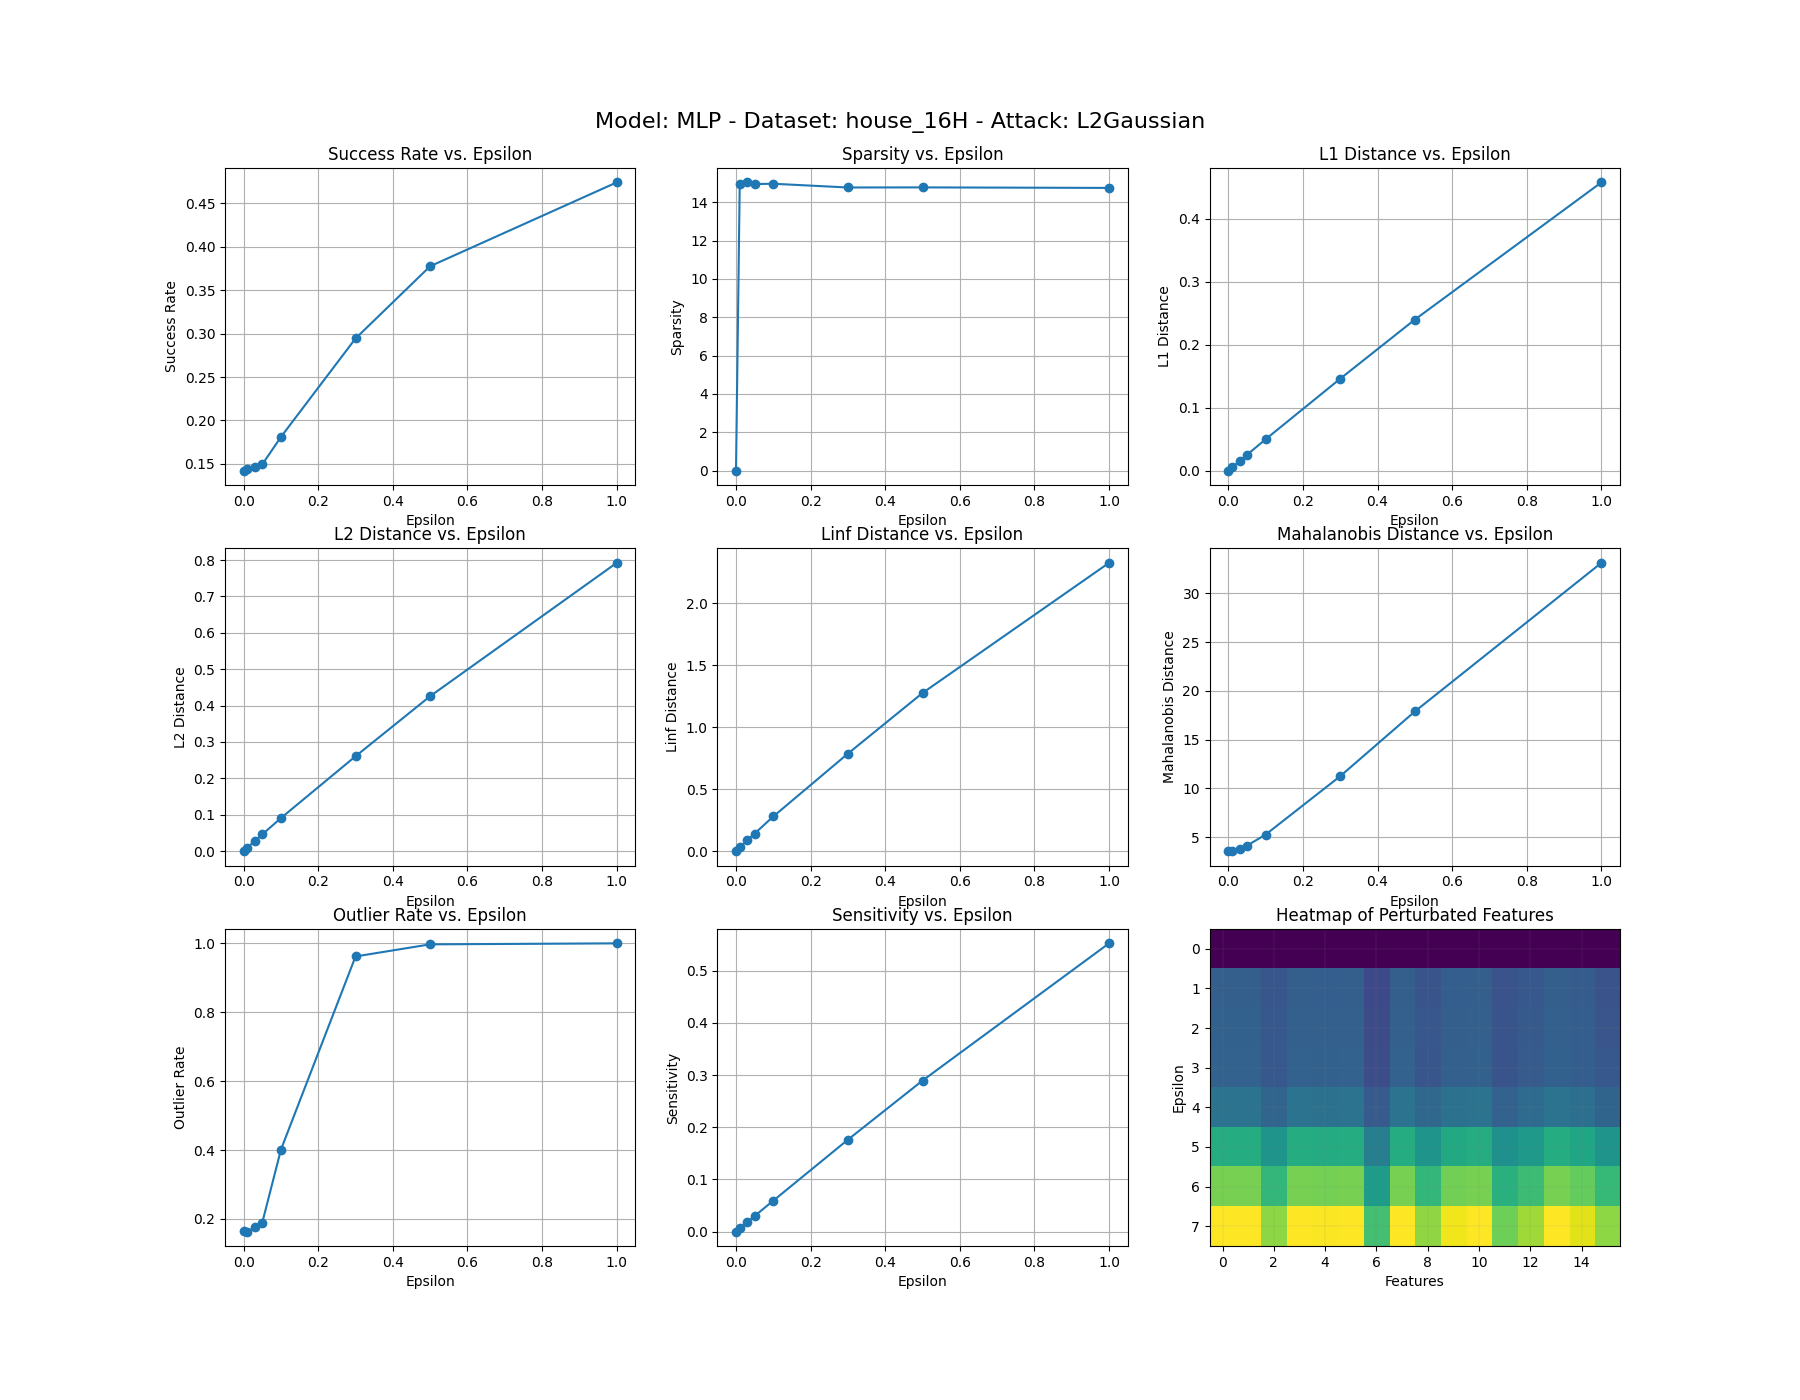 Model: MLP - Dataset: house_16H - Attack: L2Gaussian
Success Rate vs. Epsilon
Success Rate
0.45
0.40
0.35
0.30
0.25
0.20
0.15
0.0 0.2 0.4 0.6 0.8 1.0
Epsilon
Sparsity vs. Epsilon
Sparsity
14
12
10
8
6
4
2
0
0.0 0.2 0.4 0.6 0.8 1.0
Epsilon
L1 Distance vs. Epsilon
L1 Distance
0.4
0.3
0.2
0.1
0.0
0.0 0.2 0.4 0.6 0.8 1.0
Epsilon
L2 Distance vs. Epsilon
L2 Distance
0.8
0.7
0.6
0.5
0.4
0.3
0.2
0.1
0.0
0.0 0.2 0.4 0.6 0.8 1.0
Epsilon
Linf Distance vs. Epsilon
Linf Distance
2.0
1.5
1.0
0.5
0.0
0.0 0.2 0.4 0.6 0.8 1.0
Epsilon
Mahalanobis Distance vs. Epsilon
Mahalanobis Distance
30
25
20
15
10
5
0.0 0.2 0.4 0.6 0.8 1.0
Epsilon
Outlier Rate vs. Epsilon
Outlier Rate
1.0
0.8
0.6
0.4
0.2
0.0 0.2 0.4 0.6 0.8 1.0
Epsilon
Sensitivity vs. Epsilon
Sensitivity
0.5
0.4
0.3
0.2
0.1
0.0
0.0 0.2 0.4 0.6 0.8 1.0
Epsilon
Heatmap of Perturbated Features
Epsilon
0
1
2
3
4
5
6
7
0 2 4 6 8 10 12 14
Features